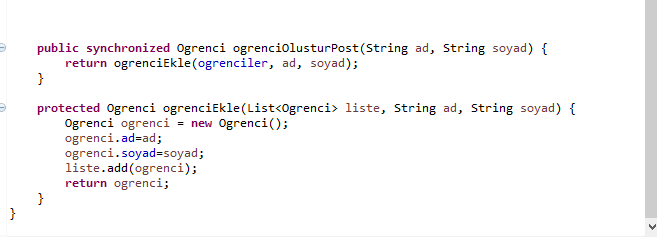 public synchronized Ogrenci ogrenciOlusturPost(String ad, String soyad) {
return ogrenciEkle(ogrenciler, ad, soyad);
}
protected Ogrenci ogrenciEkle(List<Ogrenci> liste, String ad, String soyad) {
Ogrenci ogrenci = new Ogrenci();
ogrenci.ad=ad;
ogrenci.soyad=soyad;
liste.add(ogrenci);
return ogrenci;
}
}